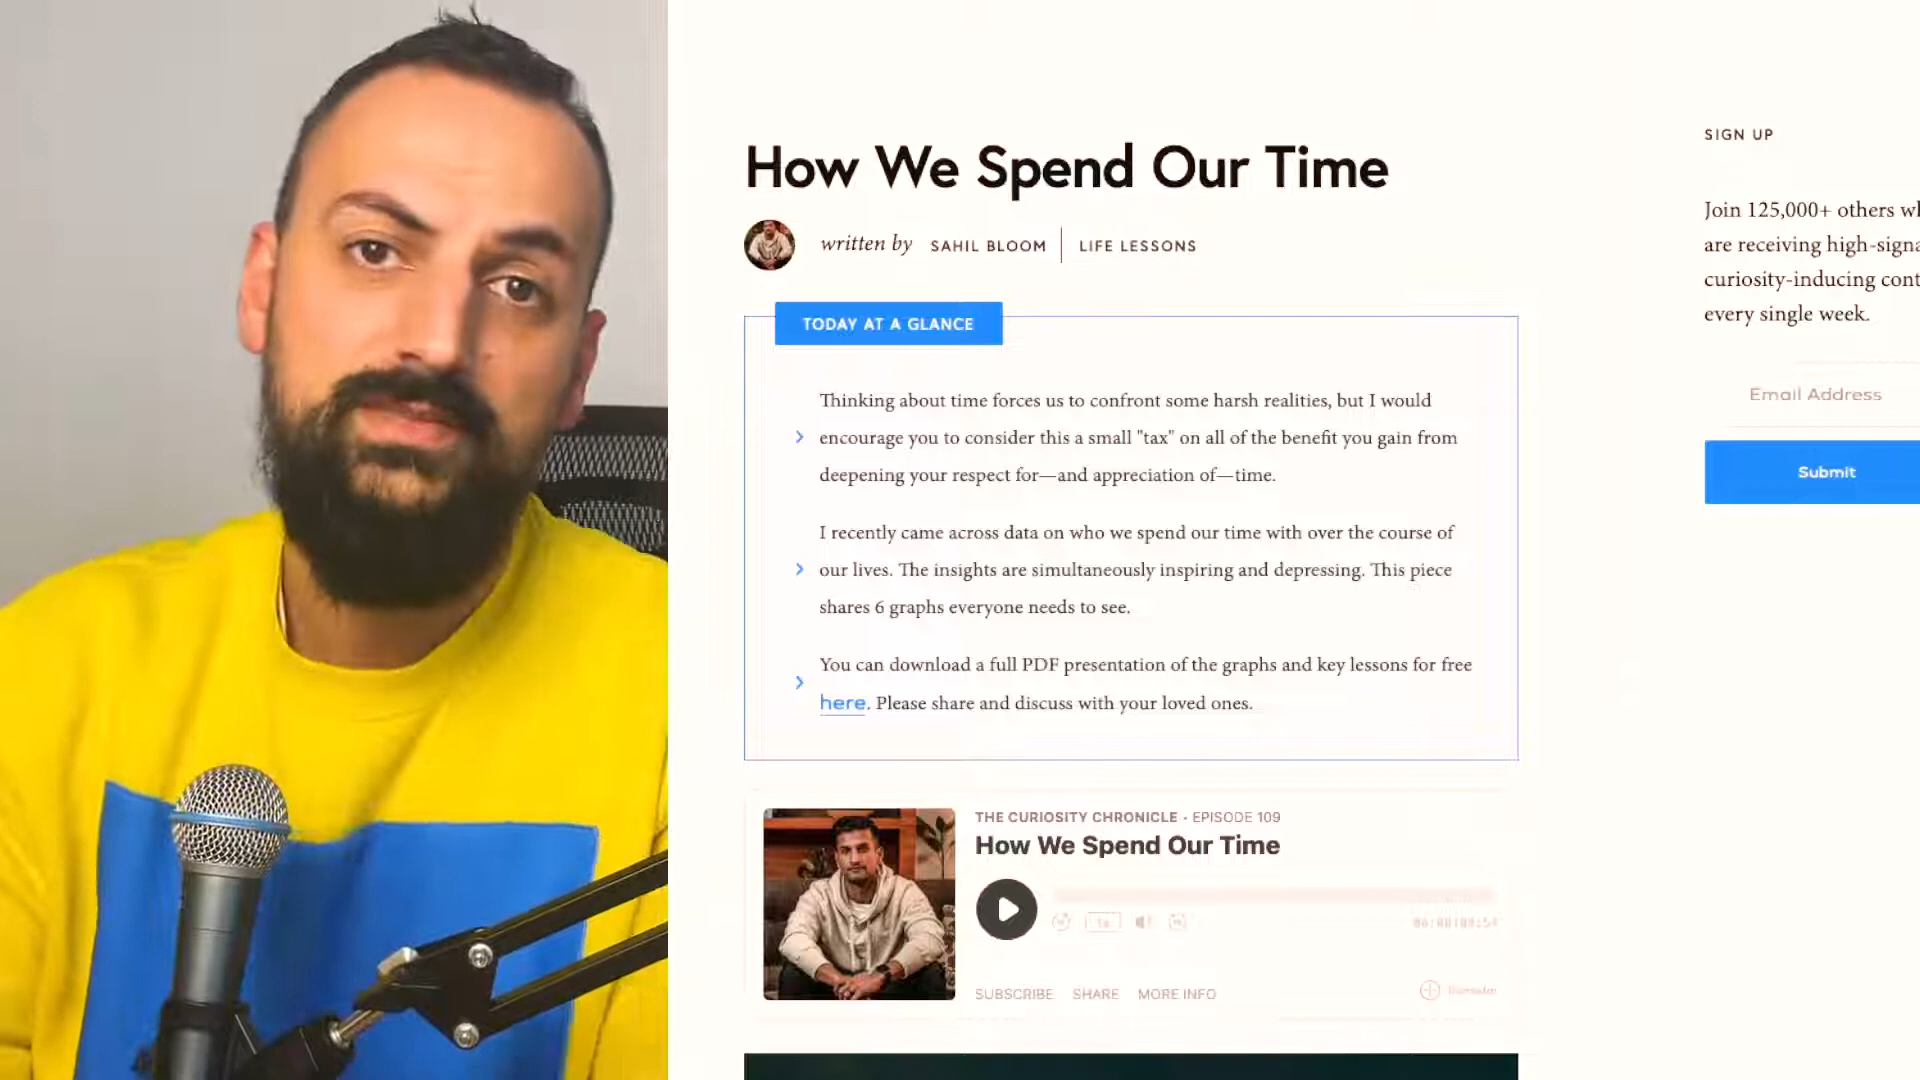 How We Spend Our Time
written by SAHIL BLOOM LIFE LESSONS
TODAY AT A GLANCE
Thinking about time forces us to confront some harsh realities, but I would
encourage you to consider this a small "tax" on all of the benefit you gain from
deepening your respect for—and appreciation of—time.
I recently came across data on who we spend our time with over the course of
our lives. The insights are simultaneously inspiring and depressing. This piece
shares 6 graphs everyone needs to see.
You can download a full PDF presentation of the graphs and key lessons for free
here. Please share and discuss with your loved ones.
THE CURIOSITY CHRONICLE • EPISODE 109
How We Spend Our Time
1x
SUBSCRIBE SHARE MORE INFO
SIGN UP
Join 125,000+ others wh
are receiving high-signa
curiosity-inducing cont
every single week.
Email Address
Submit